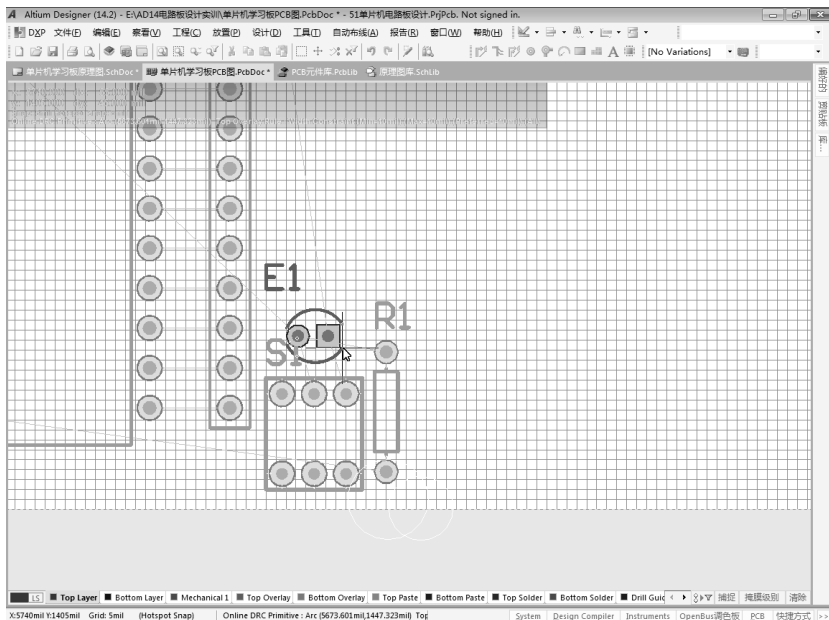 Altium Designer (14.2) - E:\AD14电路板设计实训\单片机学习板PCB图.PcbDoc * - 51单片机电路板设计.PrjPcb. Not signed in.
DXP 文件(F) 编辑(E) 察看(V) 工程(C) 放置(P) 设计(D) 工具(T) 自动布线(A) 报告(R) 窗口(W) 帮助(H)
[No Variations]
单片机学习板原理图.SchDoc * 单片机学习板PCB图.PcbDoc * PCB元件库.PcbLib 原理图库.SchLib
E1
R1
S1
LS Top Layer Bottom Layer Mechanical 1 Top Overlay Bottom Overlay Top Paste Bottom Paste Top Solder Bottom Solder Drill Guid 捕捉 掩膜级别 清除
X:5740mil Y:1405mil Grid: 5mil (Hotspot Snap) Online DRC Primitive : Arc (5673.601mil,1447.323mil) Top System Design Compiler Instruments OpenBus调色板 PCB 快捷方式 >>